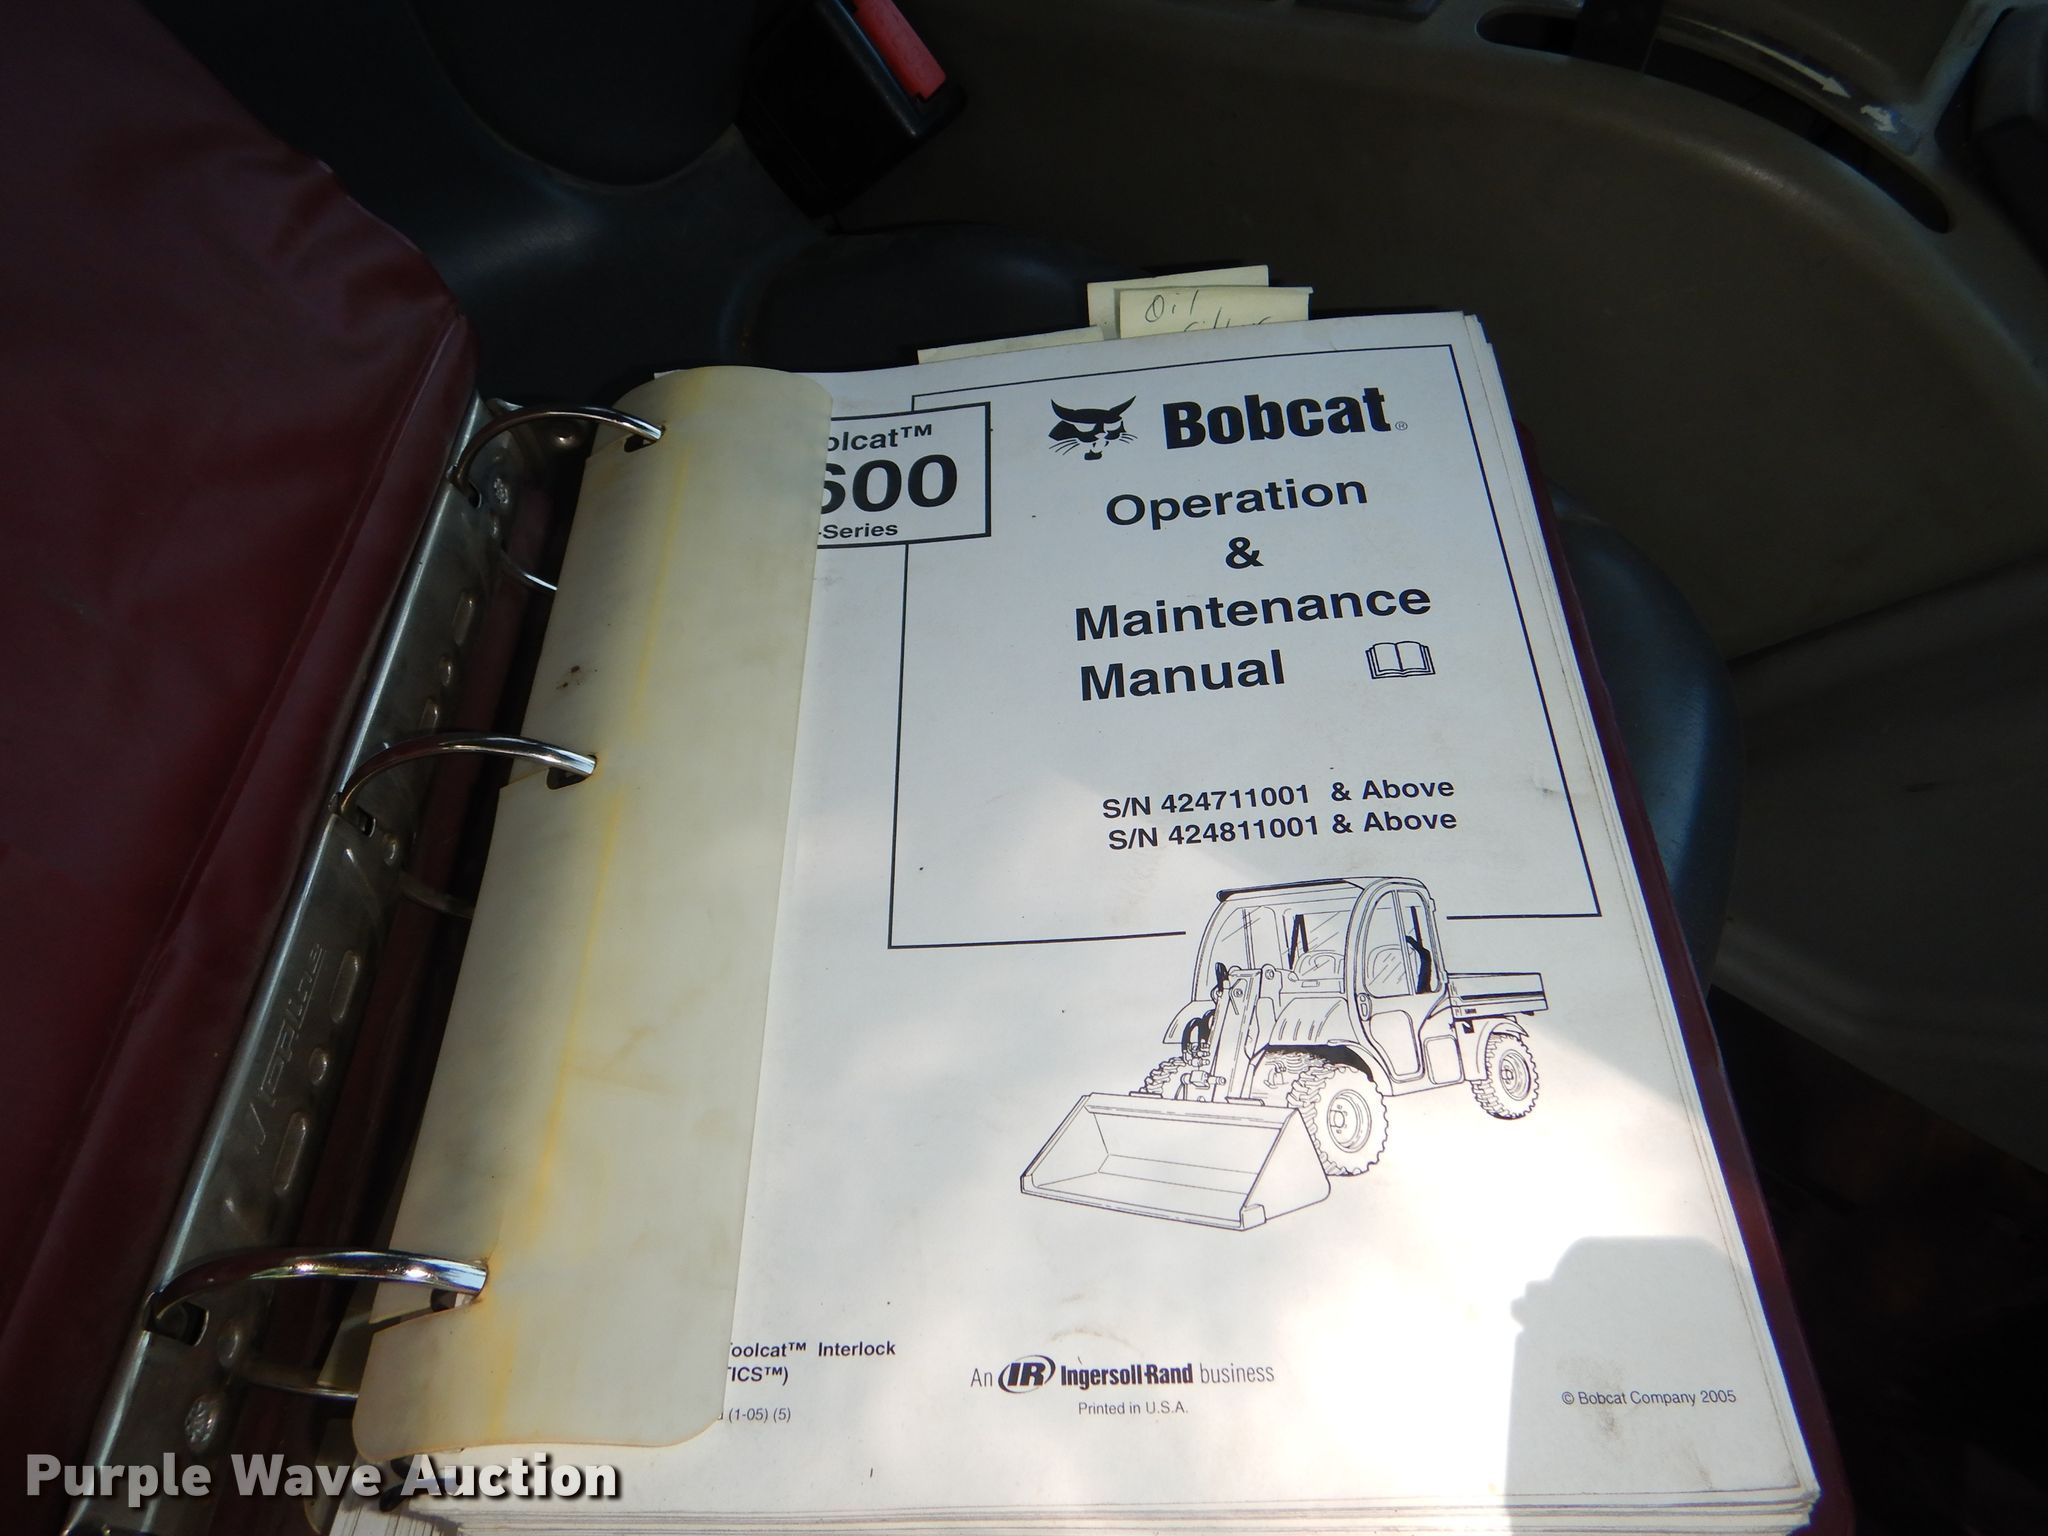 Oil
olcat™
600
-Series
Bobcat®
Operation
&
Maintenance
Manual
S/N 424711001 & Above
S/N 424811001 & Above
Toolcat™ Interlock
TICS™)
(1-05) (5)
An IR Ingersoll-Rand business
Printed in U.S.A.
© Bobcat Company 2005
Purple Wave Auction